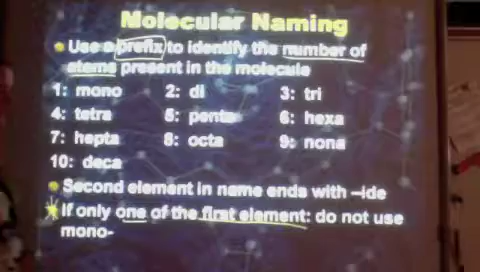 Molecular Naming
Use a prefix to identify the number of
atoms present in the molecule
1: mono 2: di 3: tri
4: tetra 5: penta 6: hexa
7: hepta 8: octa 9: nona
10: deca
Second element in name ends with –ide
If only one of the first element: do not use
mono-